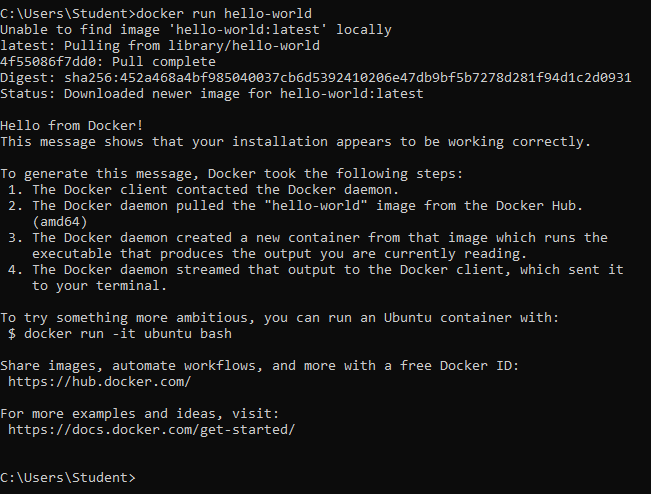 C:\Users\Student>docker run hello-world
Unable to find image 'hello-world:latest' locally
latest: Pulling from library/hello-world
4f55086f7dd0: Pull complete
Digest: sha256:452a468a4bf985040037cb6d5392410206e47db9bf5b7278d281f94d1c2d0931
Status: Downloaded newer image for hello-world:latest

Hello from Docker!
This message shows that your installation appears to be working correctly.

To generate this message, Docker took the following steps:
 1. The Docker client contacted the Docker daemon.
 2. The Docker daemon pulled the "hello-world" image from the Docker Hub.
    (amd64)
 3. The Docker daemon created a new container from that image which runs the
    executable that produces the output you are currently reading.
 4. The Docker daemon streamed that output to the Docker client, which sent it
    to your terminal.

To try something more ambitious, you can run an Ubuntu container with:
 $ docker run -it ubuntu bash

Share images, automate workflows, and more with a free Docker ID:
 https://hub.docker.com/

For more examples and ideas, visit:
 https://docs.docker.com/get-started/

C:\Users\Student>